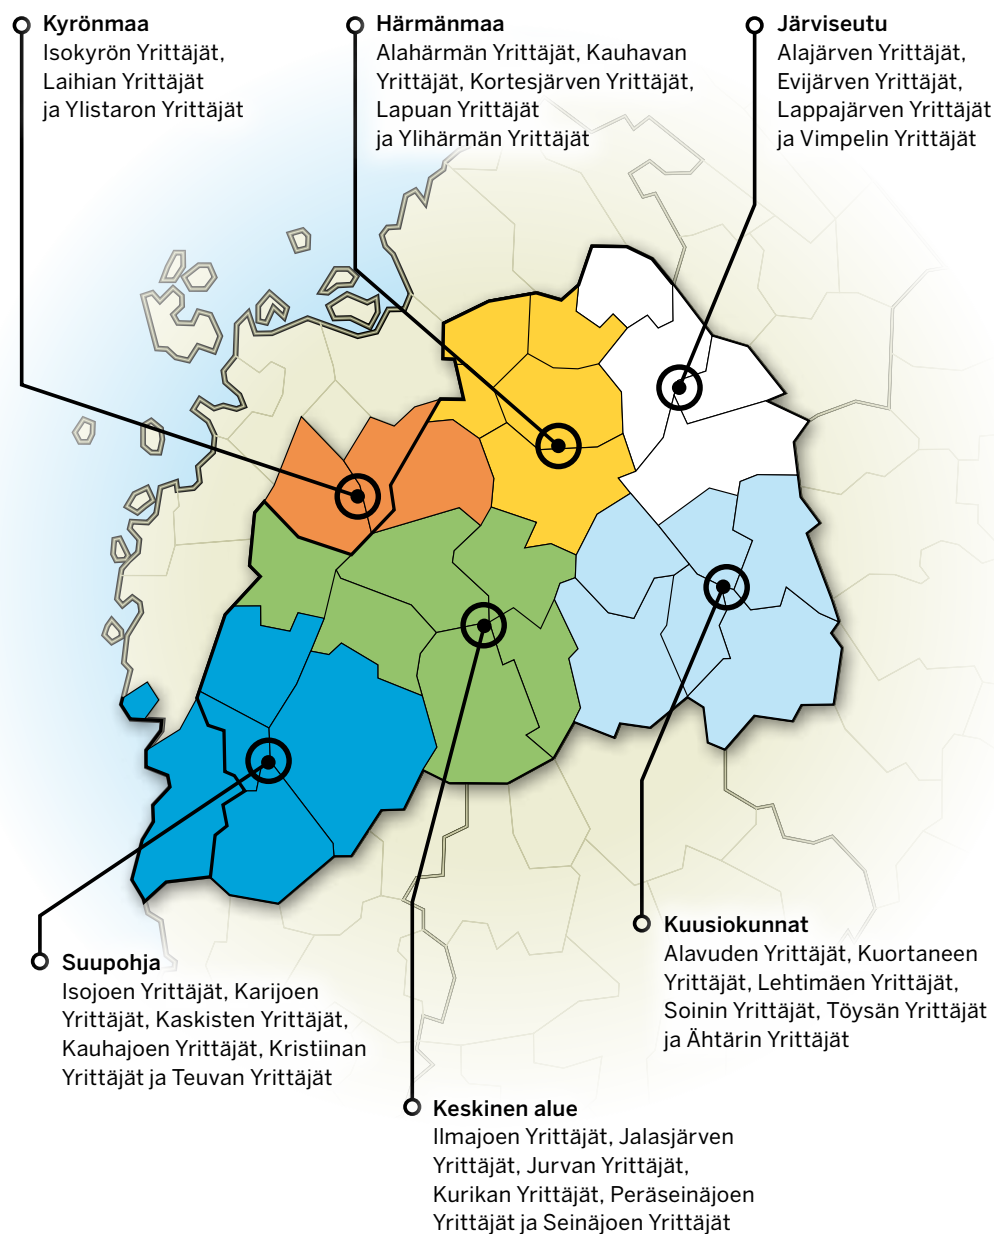 Kyrönmaa
Isokyrön Yrittäjät,
Laihian Yrittäjät
ja Ylistaron Yrittäjät
Härmänmaa
Alahärmän Yrittäjät, Kauhavan
Yrittäjät, Kortesjärven Yrittäjät,
Lapuan Yrittäjät
ja Ylihärmän Yrittäjät
Järviseutu
Alajärven Yrittäjät,
Evijärven Yrittäjät,
Lappajärven Yrittäjät
ja Vimpelin Yrittäjät
Suupohja
Isojoen Yrittäjät, Karijoen
Yrittäjät, Kaskisten Yrittäjät,
Kauhajoen Yrittäjät, Kristiinan
Yrittäjät ja Teuvan Yrittäjät
Keskinen alue
Ilmajoen Yrittäjät, Jalasjärven
Yrittäjät, Jurvan Yrittäjät,
Kurikan Yrittäjät, Peräseinäjoen
Yrittäjät ja Seinäjoen Yrittäjät
Kuusiokunnat
Alavuden Yrittäjät, Kuortaneen
Yrittäjät, Lehtimäen Yrittäjät,
Soinin Yrittäjät, Töysän Yrittäjät
ja Ähtärin Yrittäjät